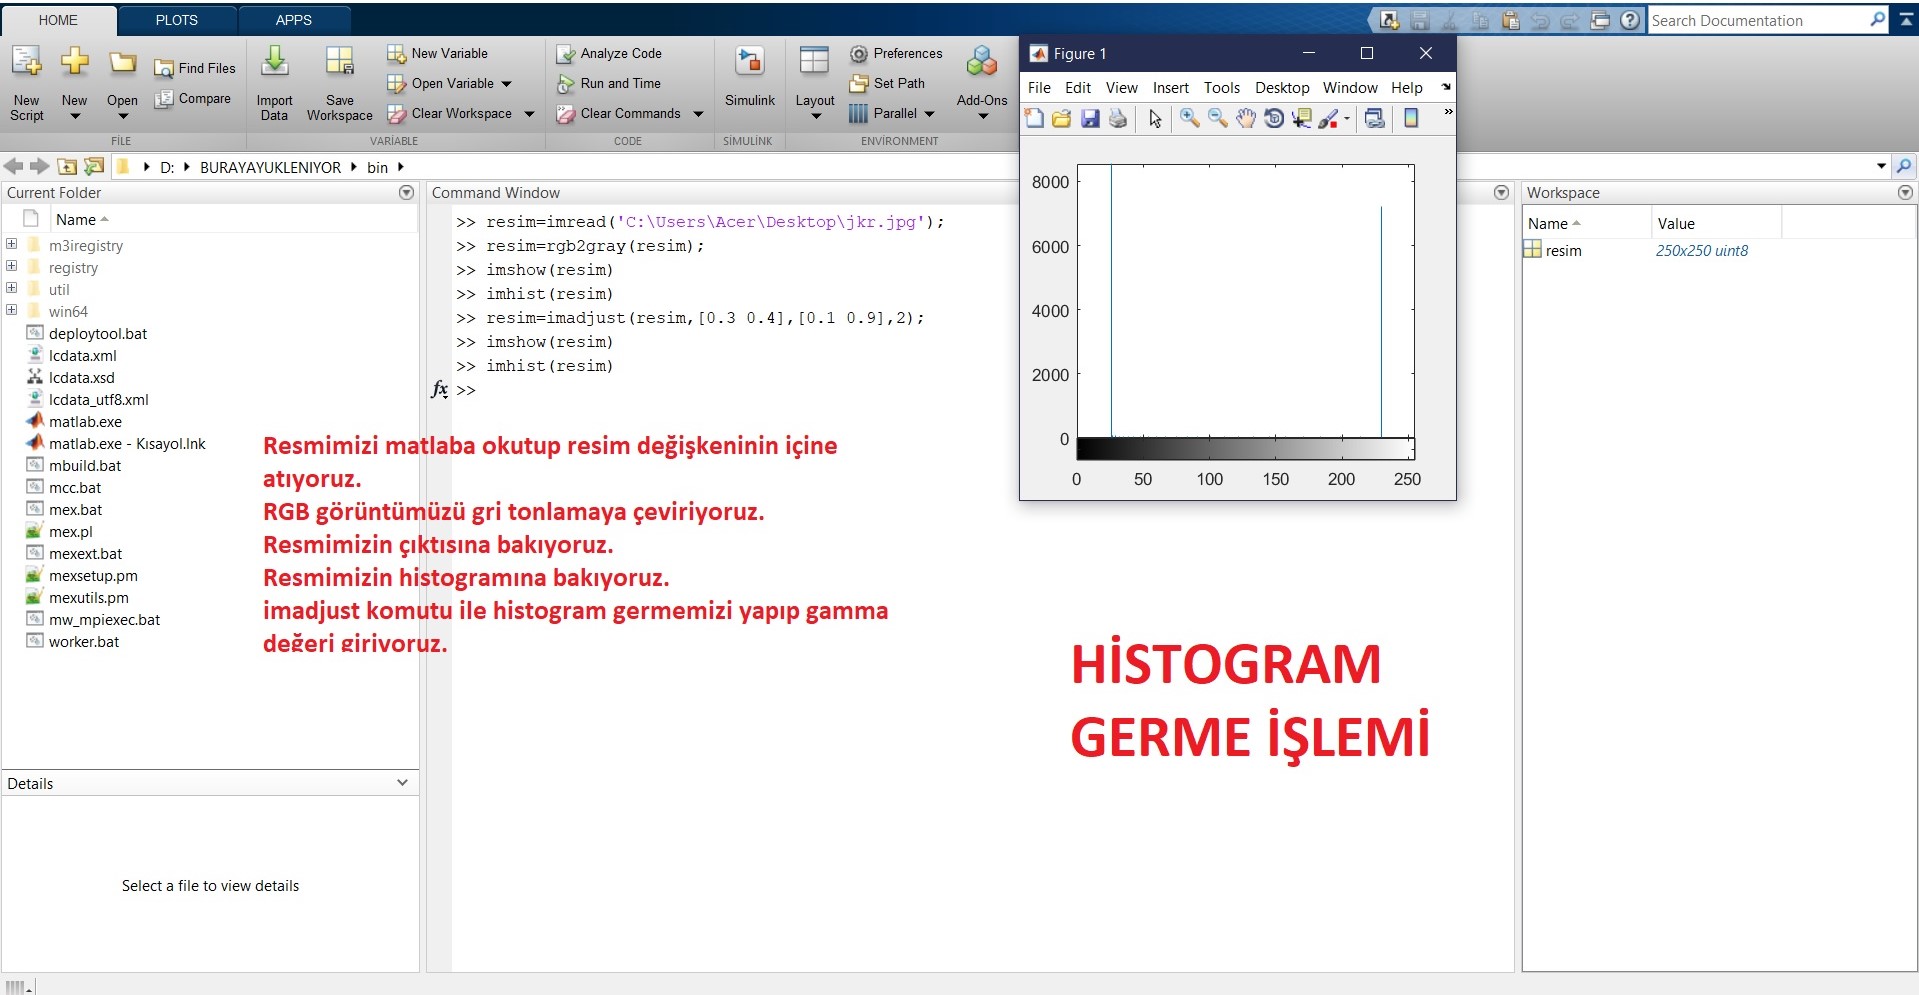 HOME PLOTS APPS
Search Documentation
New Script
New
Open
Find Files
Compare
FILE
Import Data
Save Workspace
New Variable
Open Variable
Clear Workspace
VARIABLE
Analyze Code
Run and Time
Clear Commands
CODE
Simulink
SİMULİNK
Layout
Preferences
Set Path
Parallel
Add-Ons
ENVİRONMENT
D: BURAYAYUKLENIYOR bin
Current Folder
Name
m3iregistry
registry
util
win64
deploytool.bat
lcdata.xml
lcdata.xsd
lcdata_utf8.xml
matlab.exe
matlab.exe - Kısayol.lnk
mbuild.bat
mcc.bat
mex.bat
mex.pl
mexext.bat
mexsetup.pm
mexutils.pm
mw_mpiexec.bat
worker.bat
Details
Select a file to view details
Command Window
>> resim=imread('C:\Users\Acer\Desktop\jkr.jpg');
>> resim=rgb2gray(resim);
>> imshow(resim)
>> imhist(resim)
>> resim=imadjust(resim,[0.3 0.4],[0.1 0.9],2);
>> imshow(resim)
>> imhist(resim)
fx >>
Resmimizi matlaba okutup resim değişkeninin içine
atıyoruz.
RGB görüntümüzü gri tonlamaya çeviriyoruz.
Resmimizin çıktısına bakıyoruz.
Resmimizin histogramına bakıyoruz.
imadjust komutu ile histogram germemizi yapıp gamma
değeri giriyoruz.
Figure 1
File Edit View Insert Tools Desktop Window Help
8000
6000
4000
2000
0
0 50 100 150 200 250
HİSTOGRAM
GERME İŞLEMİ
Workspace
Name Value
resim 250x250 uint8